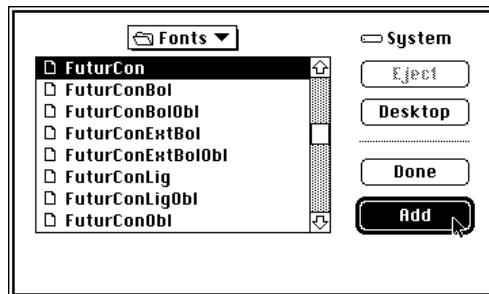 Fonts
System
FuturCon
FuturConBol
FuturConBolObl
FuturConExtBol
FuturConExtBolObl
FuturConLig
FuturConLigObl
FuturConObl
Eject
Desktop
Done
Add